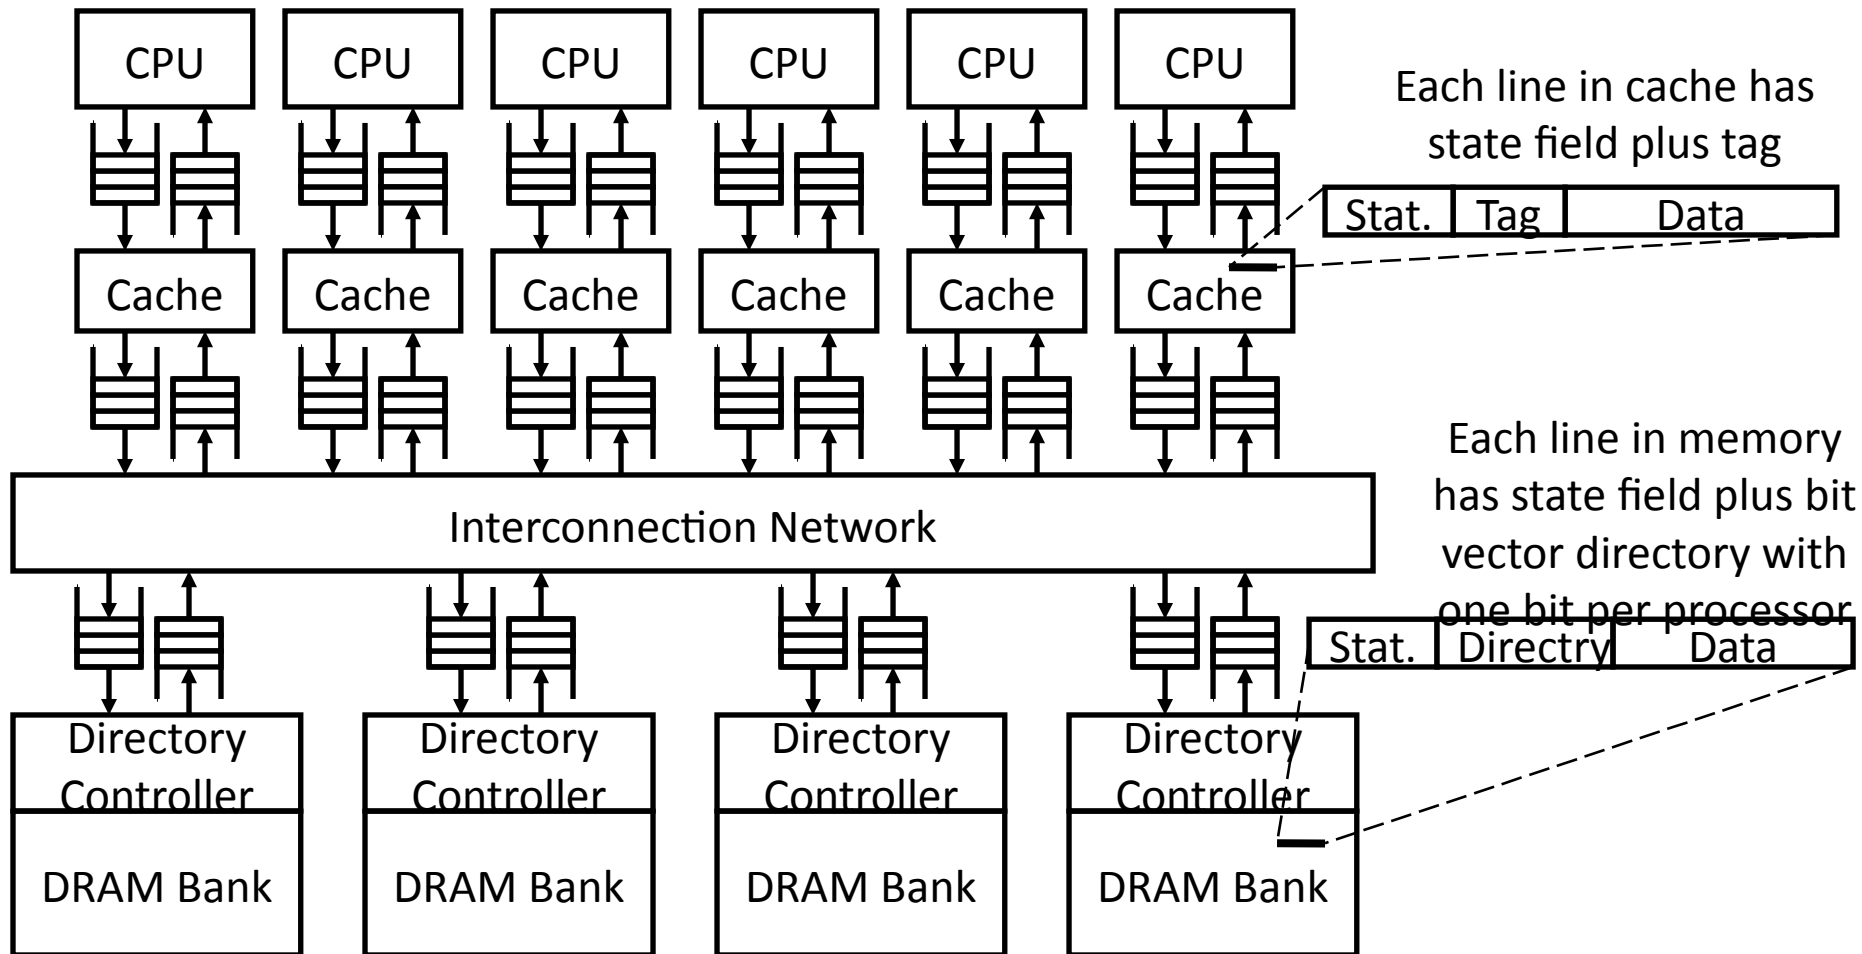 CPU CPU CPU CPU CPU CPU
Each line in cache has
state field plus tag
Stat. Tag Data
Cache Cache Cache Cache Cache Cache
Each line in memory
has state field plus bit
vector directory with
one bit per processor
Interconnection Network
Stat. Directry Data
Directory Directory Directory Directory
Controller Controller Controller Controller
DRAM Bank DRAM Bank DRAM Bank DRAM Bank